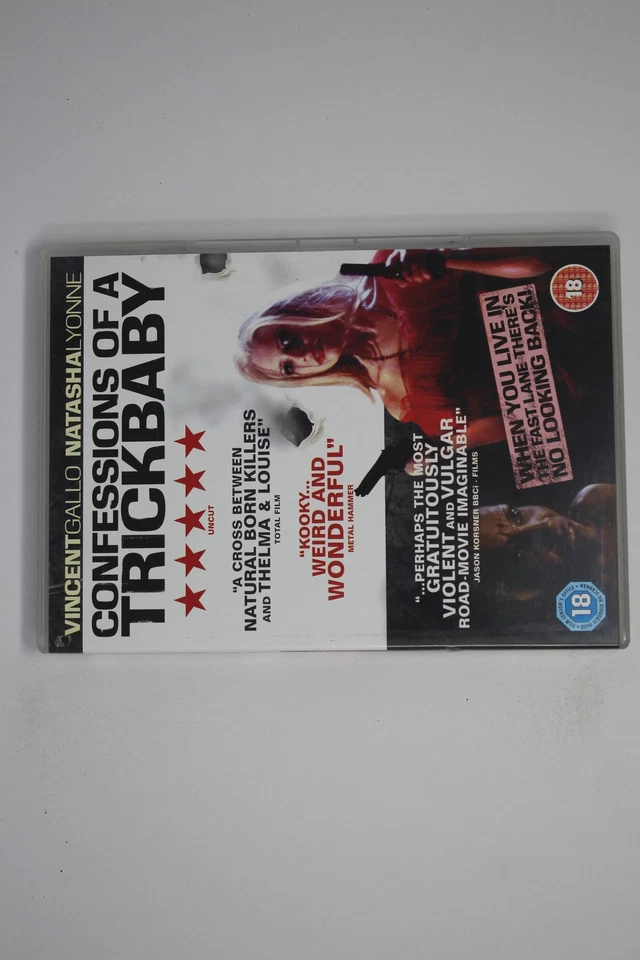 VINCENTGALLO NATASHALYONNE
CONFESSIONS OF A
TRICKBABY
UNCUT
"A CROSS BETWEEN
NATURAL BORN KILLERS
AND THELMA & LOUISE"
TOTAL FILM
"KOOKY...
WEIRD AND
WONDERFUL"
METAL HAMMER
"...PERHAPS THE MOST
GRATUITOUSLY
VIOLENT AND VULGAR
ROAD-MOVIE IMAGINABLE"
JASON KORSNER BBCi - FILMS
WHEN YOU LIVE IN
THE FAST LANE THERE'S
NO LOOKING BACK!
18
18